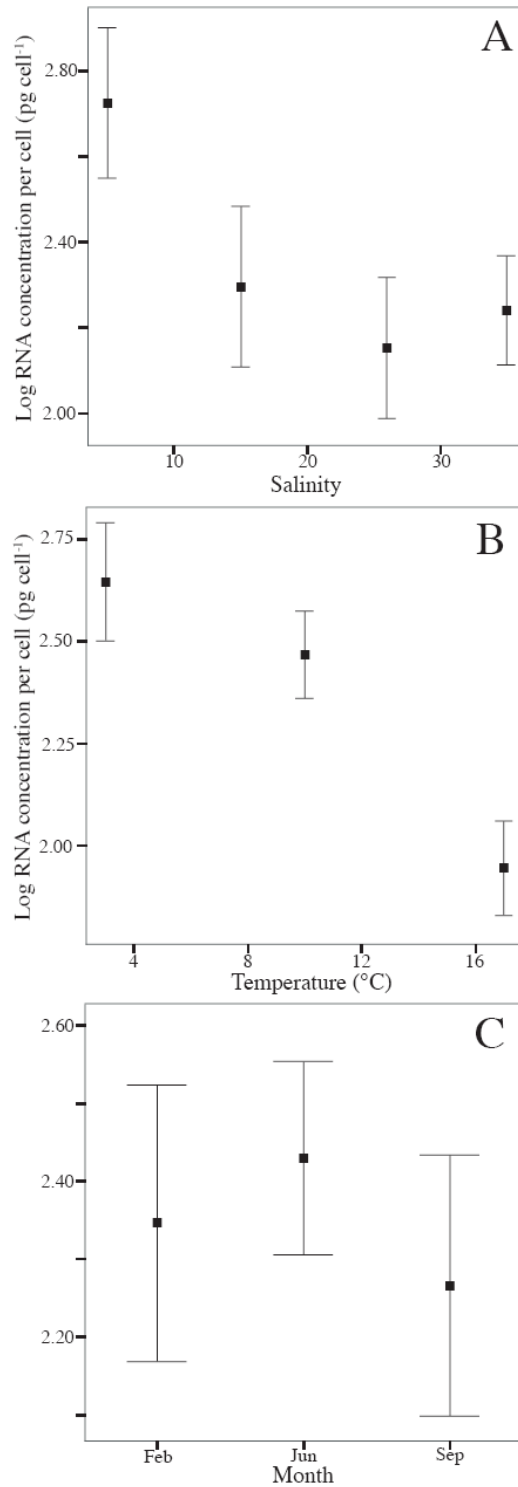 A
Log RNA concentration per cell (pg cell⁻¹)
2.80
2.40
2.00
10 20 30
Salinity
B
Log RNA concentration per cell (pg cell⁻¹)
2.75
2.50
2.25
2.00
4 8 12 16
Temperature (°C)
C
2.60
2.40
2.20
Feb Jun Sep
Month